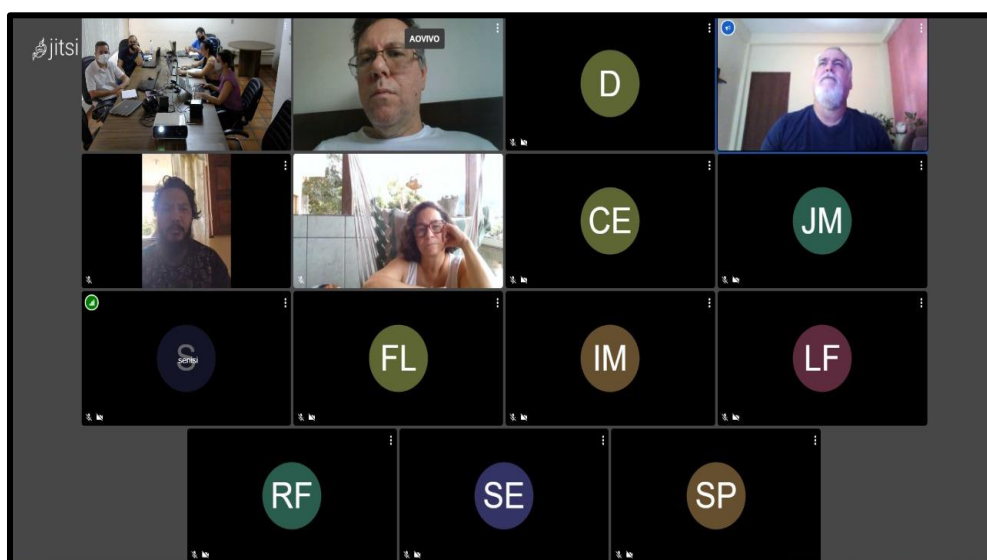 jitsi
AOVIVO
D
CE
JM
S
senisi
FL
IM
LF
RF
SE
SP